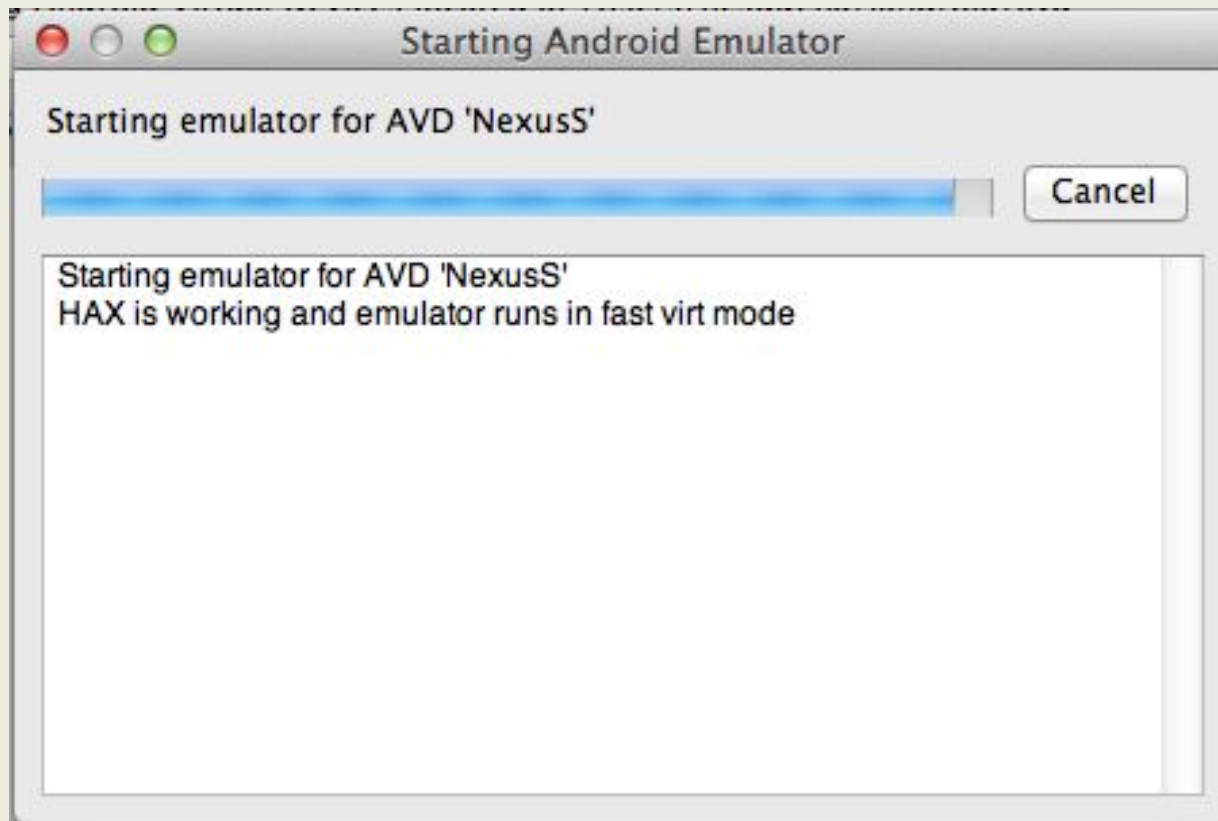 Starting Android Emulator
Starting emulator for AVD 'NexusS'
Cancel
Starting emulator for AVD 'NexusS'
HAX is working and emulator runs in fast virt mode